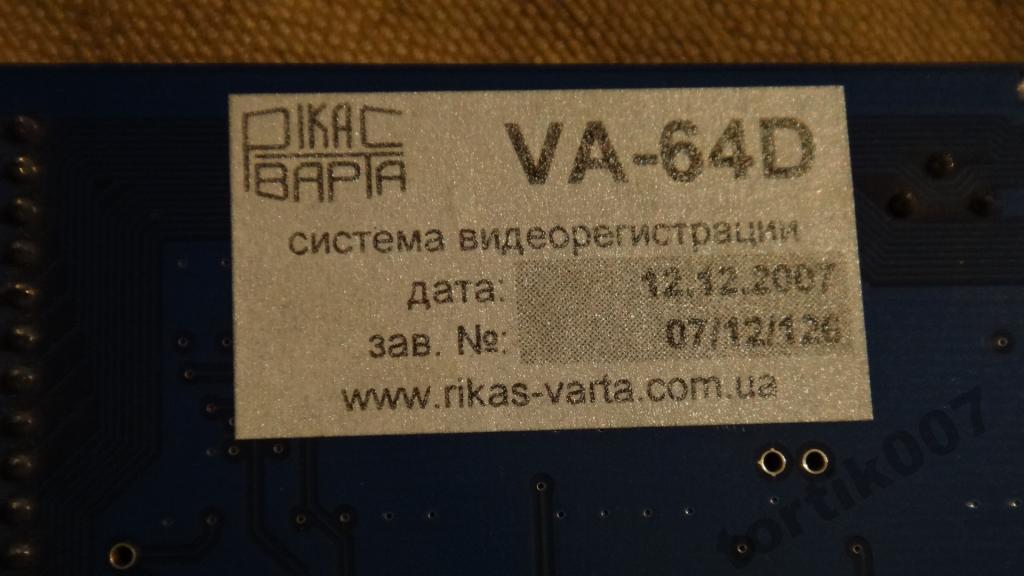 РІКАС
ВАРТА
VA-64D
система видеорегистрации
дата: 12.12.2007
зав. №: 07/12/126
www.rikas-varta.com.ua
tortik007